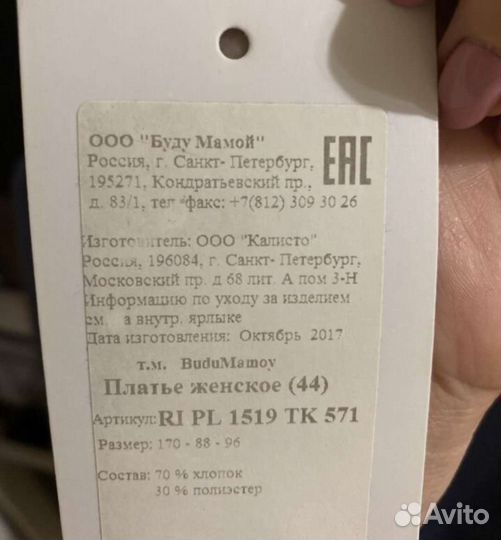 ООО "Буду Мамой"
Россия, г. Санкт- Петербург,
195271, Кондратьевский пр.,
д. 83/1, тел факс: +7(812) 309 30 26
EAC
Изготовитель: ООО "Калисто"
Россия, 196084, г. Санкт- Петербург,
Московский пр. д 68 лит. А пом 3-Н
Информацию по уходу за изделием
см. а внутр. ярлыке
Дата изготовления: Октябрь 2017
т.м. BuduMamoy
Платье женское (44)
Артикул: RI PL 1519 TK 571
Размер: 170 - 88 - 96
Состав: 70 % хлопок
30 % полиэстер
Avito